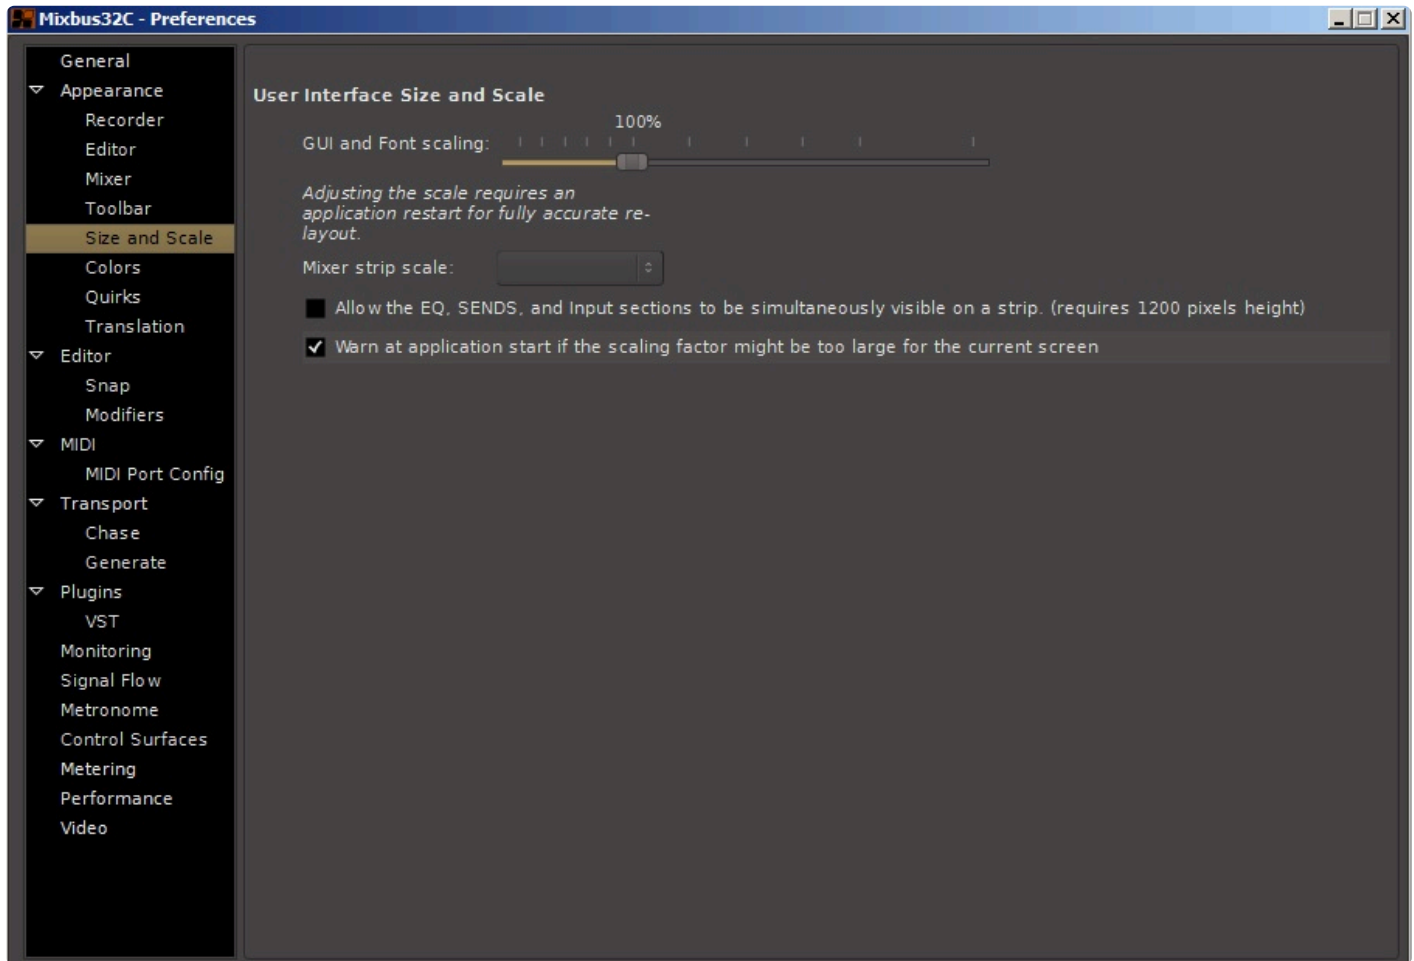 Mixbus32C - Preferences
General
Appearance
Recorder
Editor
Mixer
Toolbar
Size and Scale
Colors
Quirks
Translation
Editor
Snap
Modifiers
MIDI
MIDI Port Config
Transport
Chase
Generate
Plugins
VST
Monitoring
Signal Flow
Metronome
Control Surfaces
Metering
Performance
Video
User Interface Size and Scale
100%
GUI and Font scaling:
Adjusting the scale requires an
application restart for fully accurate re-
layout.
Mixer strip scale:
Allow the EQ, SENDS, and Input sections to be simultaneously visible on a strip. (requires 1200 pixels height)
Warn at application start if the scaling factor might be too large for the current screen